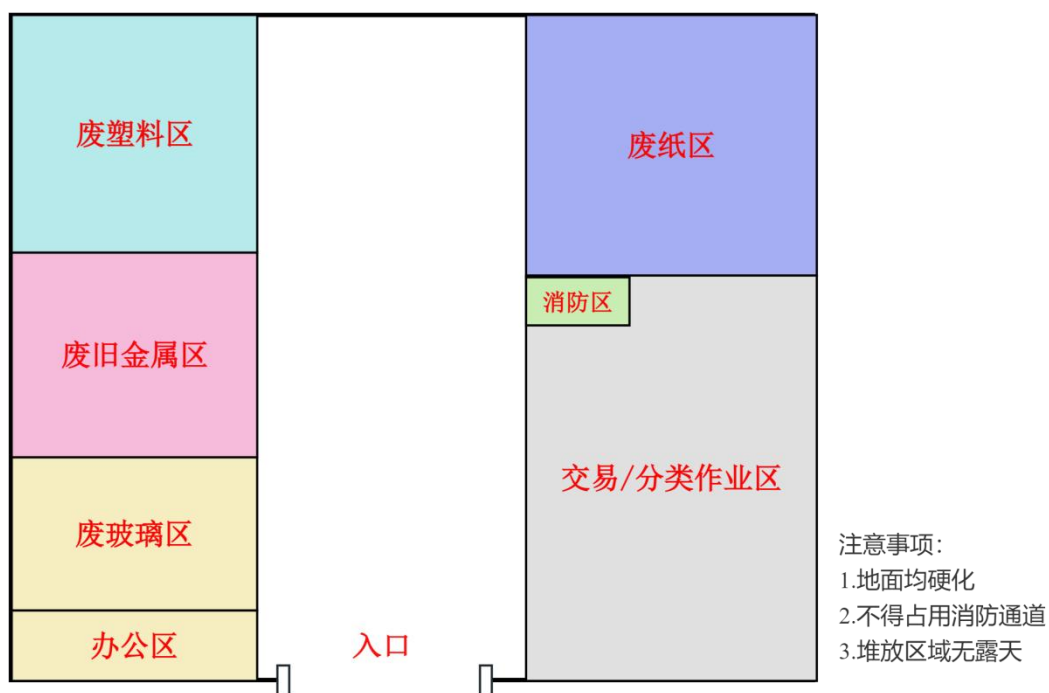 废塑料区
废纸区
消防区
废旧金属区
交易/分类作业区
废玻璃区
注意事项：
1.地面均硬化
2.不得占用消防通道
3.堆放区域无露天
办公区
入口